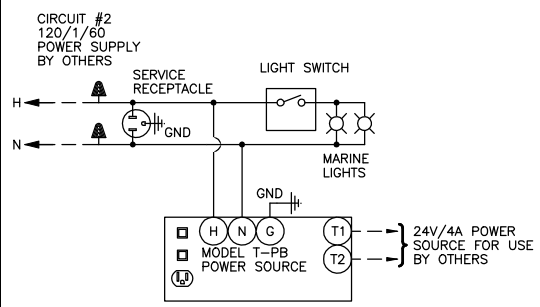 CIRCUIT #2
120/1/60
POWER SUPPLY
BY OTHERS
SERVICE
RECEPTACLE
LIGHT SWITCH
H
GND
N
MARINE
LIGHTS
GND
H N G T1
MODEL T-PB
POWER SOURCE
T2
24V/4A POWER
SOURCE FOR USE
BY OTHERS